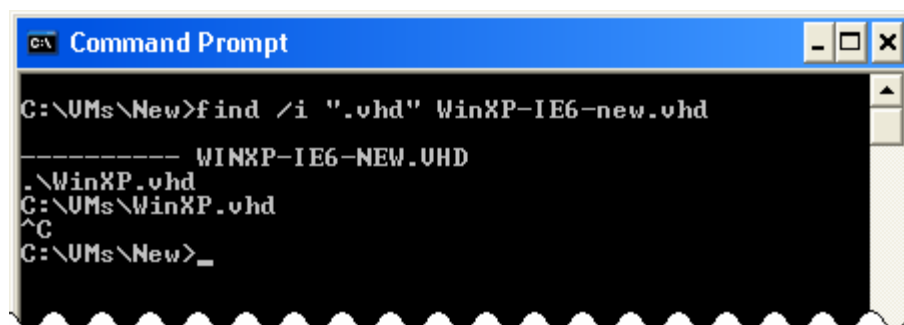 Command Prompt
C:\VMs\New>find /i ".vhd" WinXP-IE6-new.vhd
---------- WINXP-IE6-NEW.VHD
.\WinXP.vhd
C:\VMs\WinXP.vhd
^C
C:\VMs\New>_